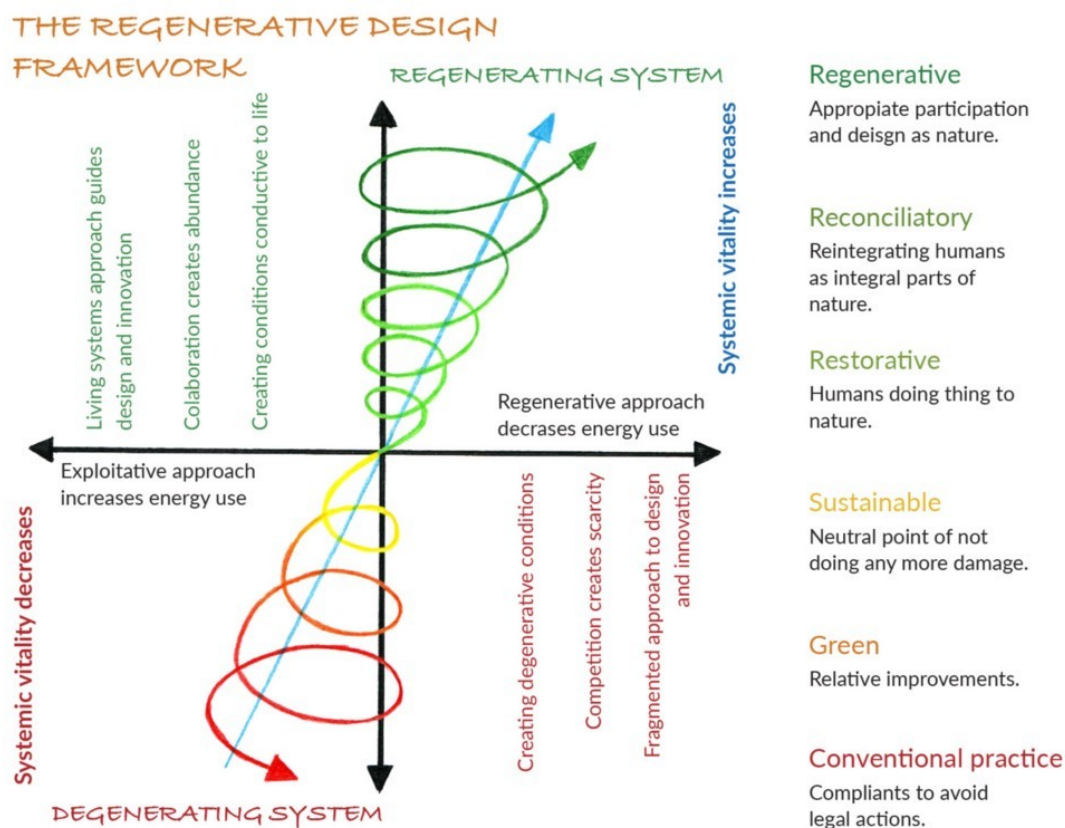 THE REGENERATIVE DESIGN
FRAMEWORK
REGENERATING SYSTEM
Living systems approach guides
design and innovation
Colaboration creates abundance
Creating conditions conductive to life
Systemic vitality increases
Regenerative approach
decrases energy use
Exploitative approach
increases energy use
Systemic vitality decreases
Creating degenerative conditions
Competition creates scarcity
Fragmented approach to design
and innovation
DEGENERATING SYSTEM
Regenerative
Appropiate participation
and deisgn as nature.
Reconciliatory
Reintegrating humans
as integral parts of
nature.
Restorative
Humans doing thing to
nature.
Sustainable
Neutral point of not
doing any more damage.
Green
Relative improvements.
Conventional practice
Compliants to avoid
legal actions.